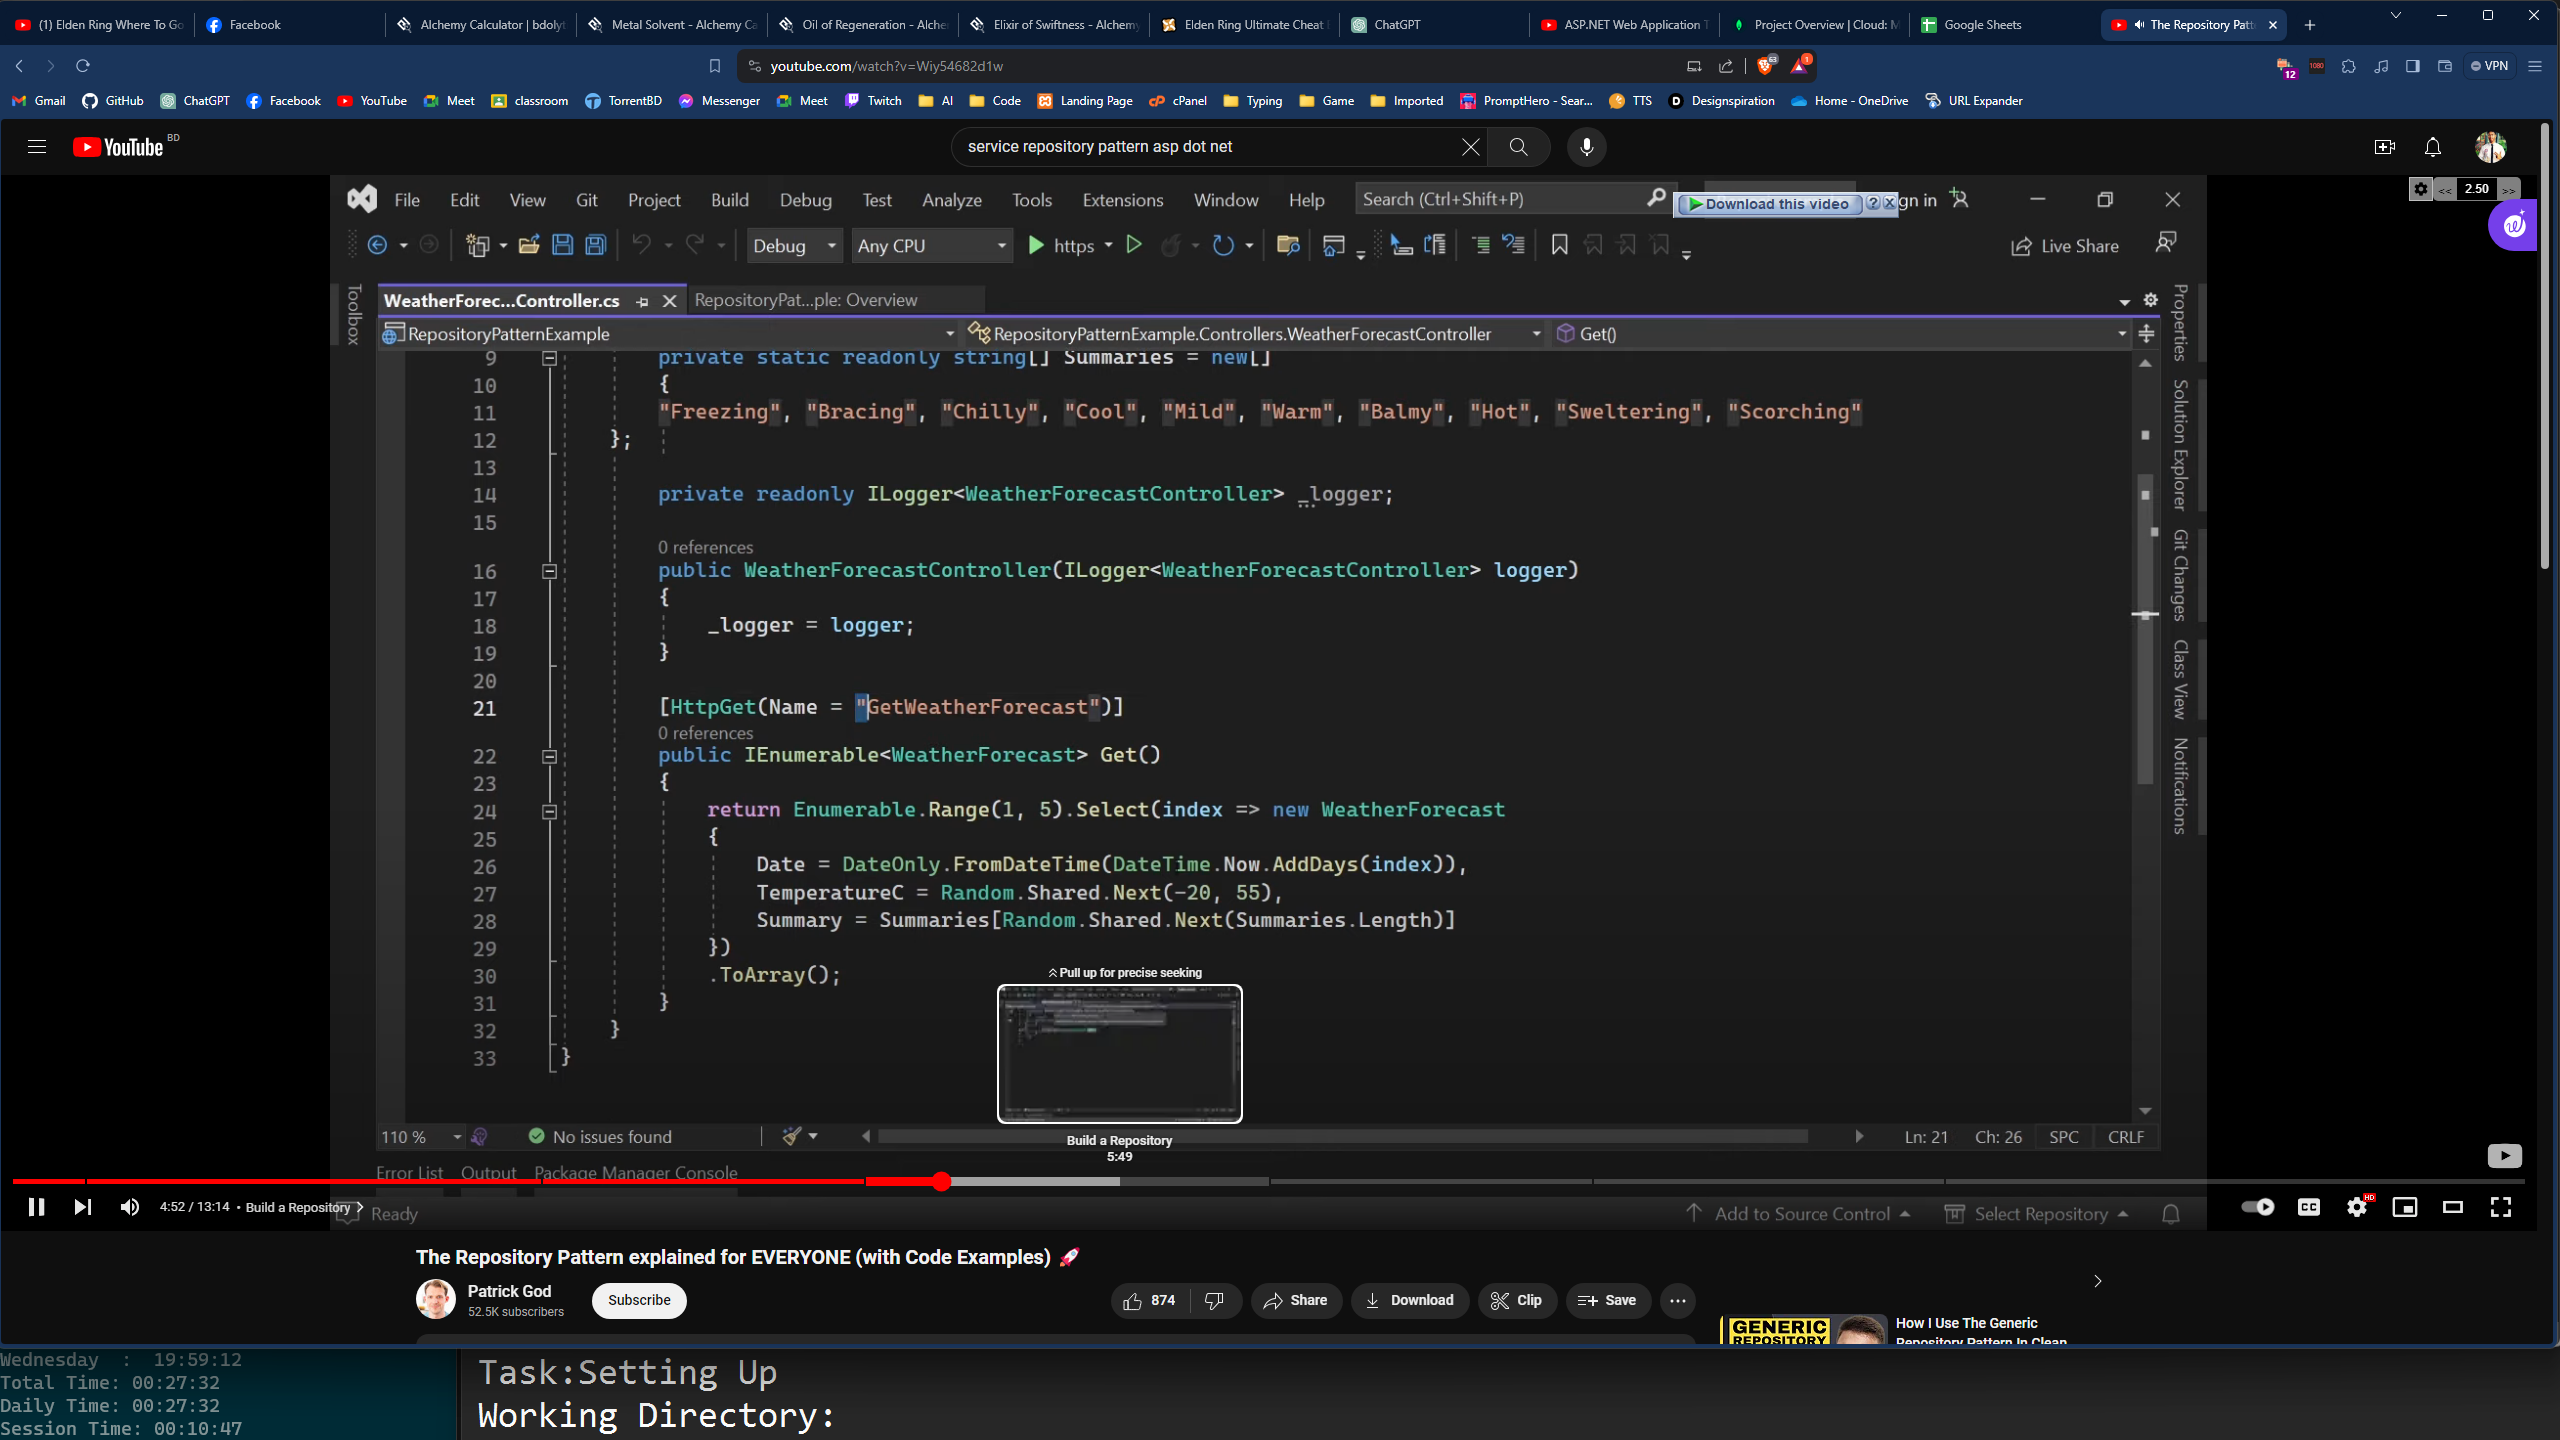 (1) Elden Ring Where To Go
Facebook
Alchemy Calculator | bdolyt
Metal Solvent - Alchemy Ca
Oil of Regeneration - Alche
Elixir of Swiftness - Alchemy
Elden Ring Ultimate Cheat
ChatGPT
ASP.NET Web Application T
Project Overview | Cloud: M
Google Sheets
The Repository Patt
youtube.com/watch?v=Wiy54682d1w
63
1
12
1080
VPN
Gmail
GitHub
ChatGPT
Facebook
YouTube
Meet
classroom
TorrentBD
Messenger
Meet
Twitch
AI
Code
Landing Page
cPanel
Typing
Game
Imported
PromptHero - Sear...
TTS
Designspiration
Home - OneDrive
URL Expander
YouTube BD
service repository pattern asp dot net
File Edit View Git Project Build Debug Test Analyze Tools Extensions Window Help
Search (Ctrl+Shift+P)
Download this video
gn in
<< 2.50 >>
Debug
Any CPU
https
Live Share
Toolbox
WeatherForec...Controller.cs
RepositoryPat...ple: Overview
RepositoryPatternExample
RepositoryPatternExample.Controllers.WeatherForecastController
Get()
Properties
Solution Explorer
Git Changes
Class View
Notifications
9 private static readonly string[] Summaries = new[]
10 {
11 "Freezing", "Bracing", "Chilly", "Cool", "Mild", "Warm", "Balmy", "Hot", "Sweltering", "Scorching"
12 };
13
14 private readonly ILogger<WeatherForecastController> _logger;
15
0 references
16 public WeatherForecastController(ILogger<WeatherForecastController> logger)
17 {
18 _logger = logger;
19 }
20
21 [HttpGet(Name = "GetWeatherForecast")]
0 references
22 public IEnumerable<WeatherForecast> Get()
23 {
24 return Enumerable.Range(1, 5).Select(index => new WeatherForecast
25 {
26 Date = DateOnly.FromDateTime(DateTime.Now.AddDays(index)),
27 TemperatureC = Random.Shared.Next(-20, 55),
28 Summary = Summaries[Random.Shared.Next(Summaries.Length)]
29 })
30 .ToArray();
31 }
32 }
33 }
Pull up for precise seeking
Build a Repository
5:49
110 %
No issues found
Ln: 21 Ch: 26 SPC CRLF
Error List Output Package Manager Console
4:52 / 13:14 • Build a Repository
Ready
Add to Source Control
Select Repository
CC
HD
The Repository Pattern explained for EVERYONE (with Code Examples) 🚀
Patrick God
52.5K subscribers
Subscribe
874
Share
Download
Clip
Save
GENERIC
REPOSITORY
How I Use The Generic
Repository Pattern In Clean
Wednesday : 19:59:12
Total Time: 00:27:32
Daily Time: 00:27:32
Session Time: 00:10:47
Task:Setting Up
Working Directory: